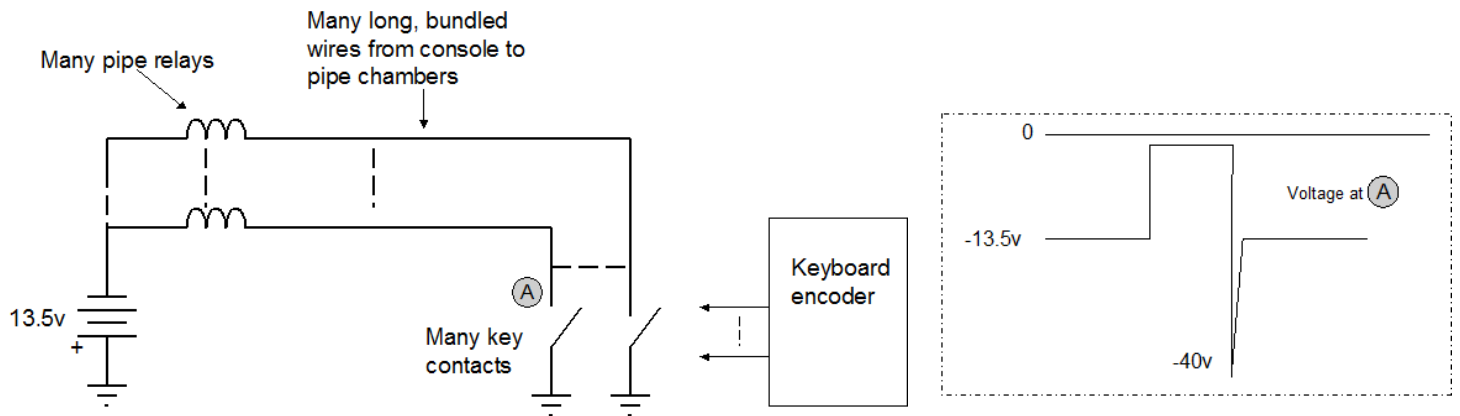 Many long, bundled
wires from console to
pipe chambers
Many pipe relays
13.5v
+
A
Many key
contacts
Keyboard
encoder
0
Voltage at A
-13.5v
-40v